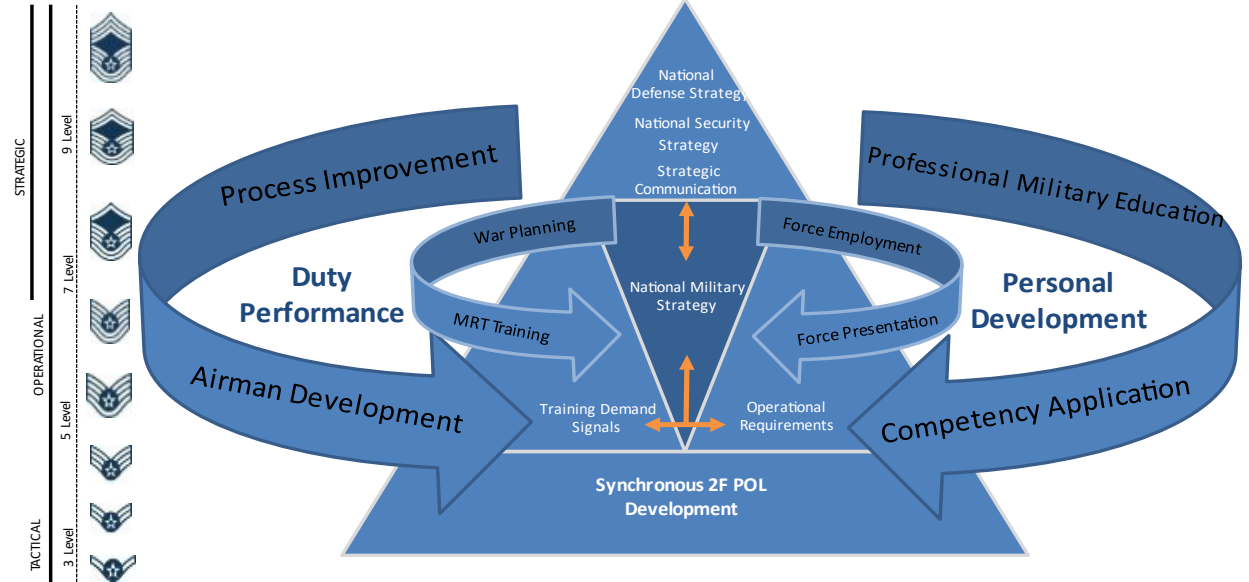 STRATEGIC
OPERATIONAL
TACTICAL
9 Level
7 Level
5 Level
3 Level
Process Improvement
Duty
Performance
Airman Development
War Planning
MRT Training
National
Defense Strategy
National Security
Strategy
Strategic
Communication
National Military
Strategy
Training Demand
Signals
Operational
Requirements
Synchronous 2F POL
Development
Force Employment
Force Presentation
Professional Military Education
Personal
Development
Competency Application